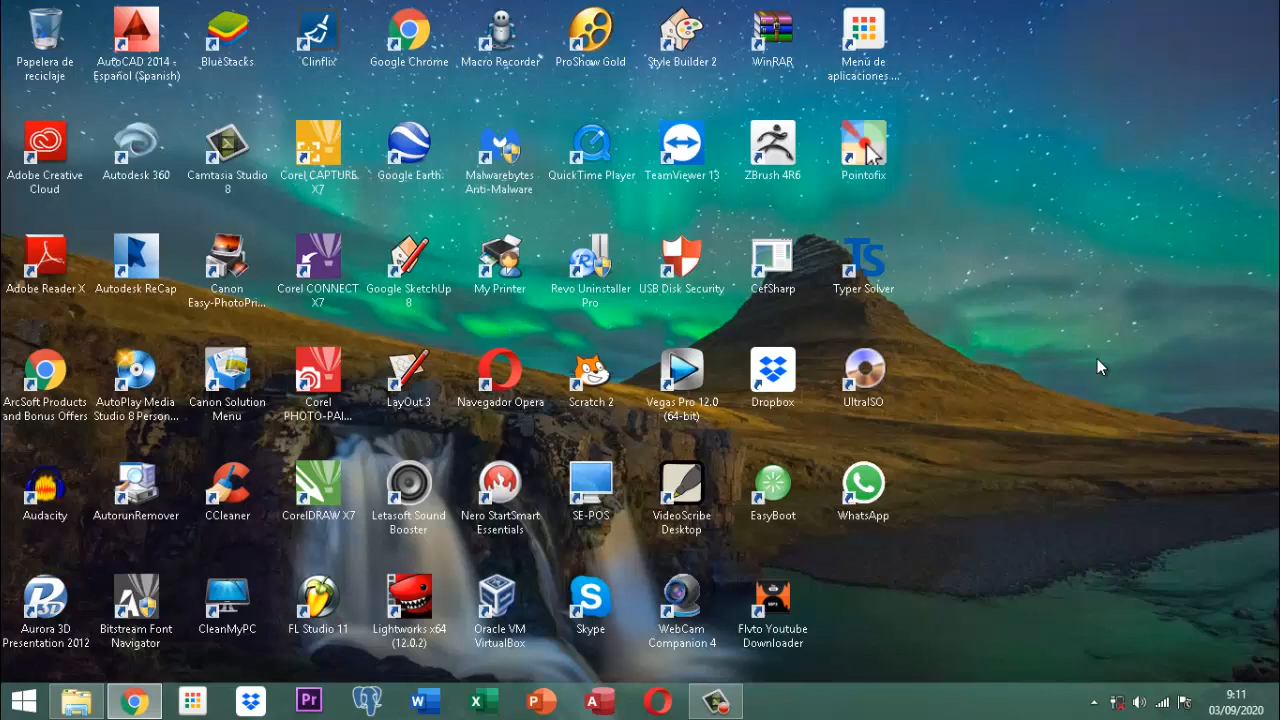 Papelera de
reciclaje
AutoCAD 2014 -
Español (Spanish)
BlueStacks
Clinflix
Google Chrome
Macro Recorder
ProShow Gold
Style Builder 2
WinRAR
Menú de
aplicaciones ...
Adobe Creative
Cloud
Autodesk 360
Camtasia Studio
8
Corel CAPTURE
X7
Google Earth
Malwarebytes
Anti-Malware
QuickTime Player
TeamViewer 13
ZBrush 4R6
Pointofix
Adobe Reader X
Autodesk ReCap
Canon
Easy-PhotoPri...
Corel CONNECT
X7
Google SketchUp
8
My Printer
Revo Uninstaller
Pro
USB Disk Security
CefSharp
Ts
Typer Solver
ArcSoft Products
and Bonus Offers
AutoPlay Media
Studio 8 Person...
Canon Solution
Menu
Corel
PHOTO-PAI...
LayOut 3
Navegador Opera
Scratch 2
Vegas Pro 12.0
(64-bit)
Dropbox
UltraISO
Audacity
AutorunRemover
CCleaner
CorelDRAW X7
Letasoft Sound
Booster
Nero StartSmart
Essentials
SE-POS
VideoScribe
Desktop
EasyBoot
WhatsApp
Aurora 3D
Presentation 2012
Bitstream Font
Navigator
CleanMyPC
FL Studio 11
Lightworks x64
(12.0.2)
Oracle VM
VirtualBox
Skype
WebCam
Companion 4
Flvto Youtube
Downloader
Pr
W
X
P
A
9:11
03/09/2020